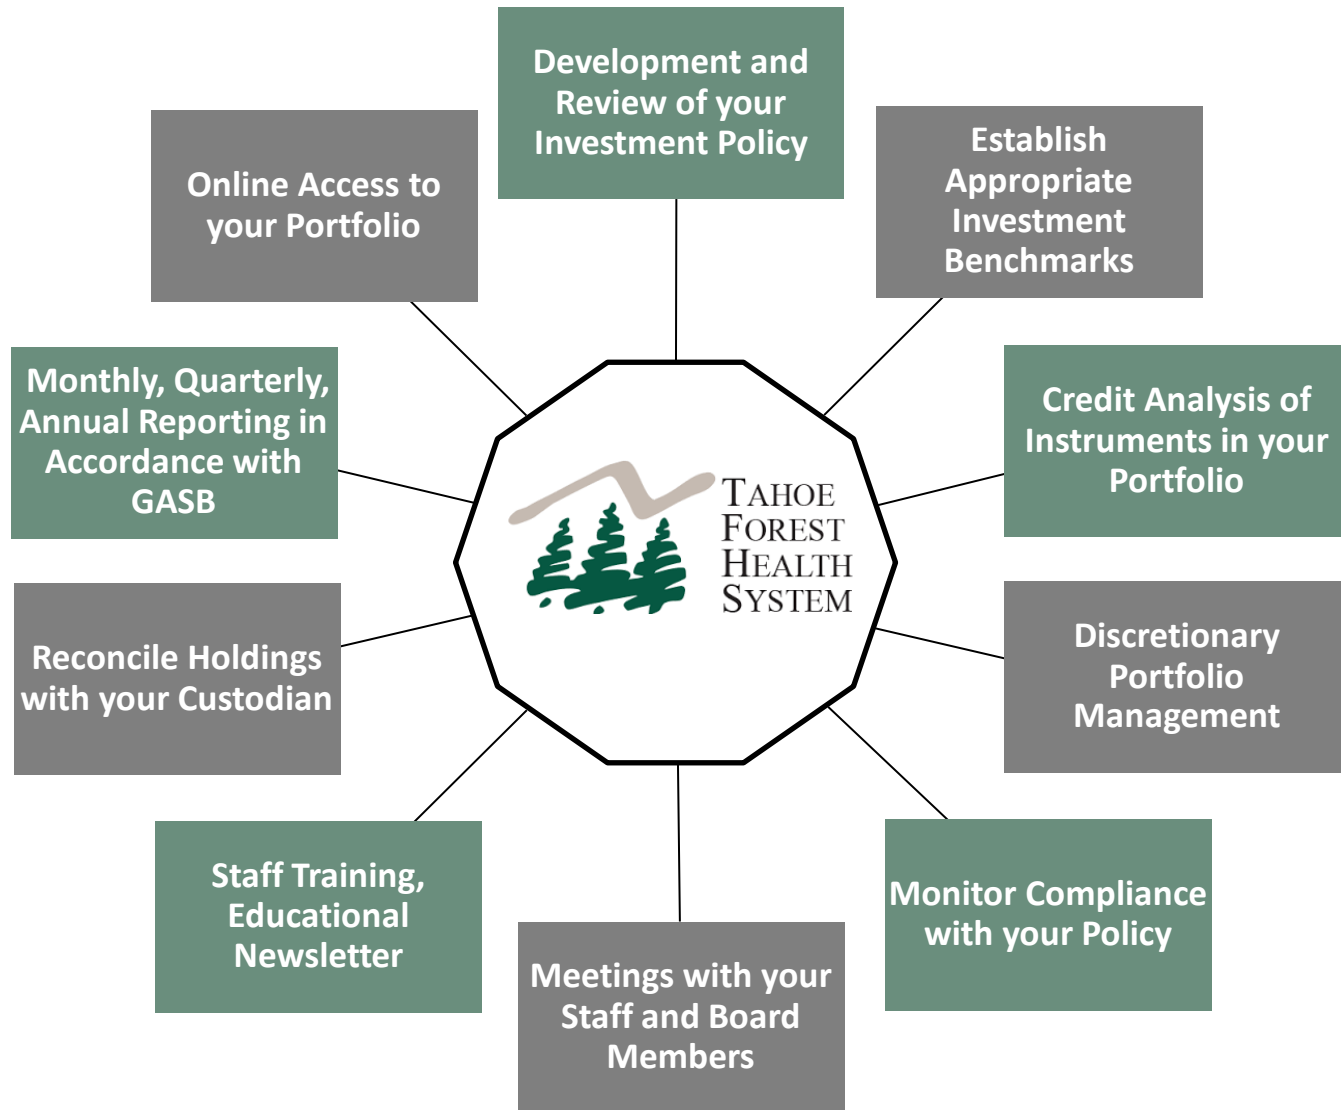 Development and
Review of your
Investment Policy
Establish
Appropriate
Investment
Benchmarks
Online Access to
your Portfolio
Monthly, Quarterly,
Annual Reporting in
Accordance with
GASB
Credit Analysis of
Instruments in your
Portfolio
TAHOE
FOREST
HEALTH
SYSTEM
Reconcile Holdings
with your Custodian
Discretionary
Portfolio
Management
Staff Training,
Educational
Newsletter
Monitor Compliance
with your Policy
Meetings with your
Staff and Board
Members